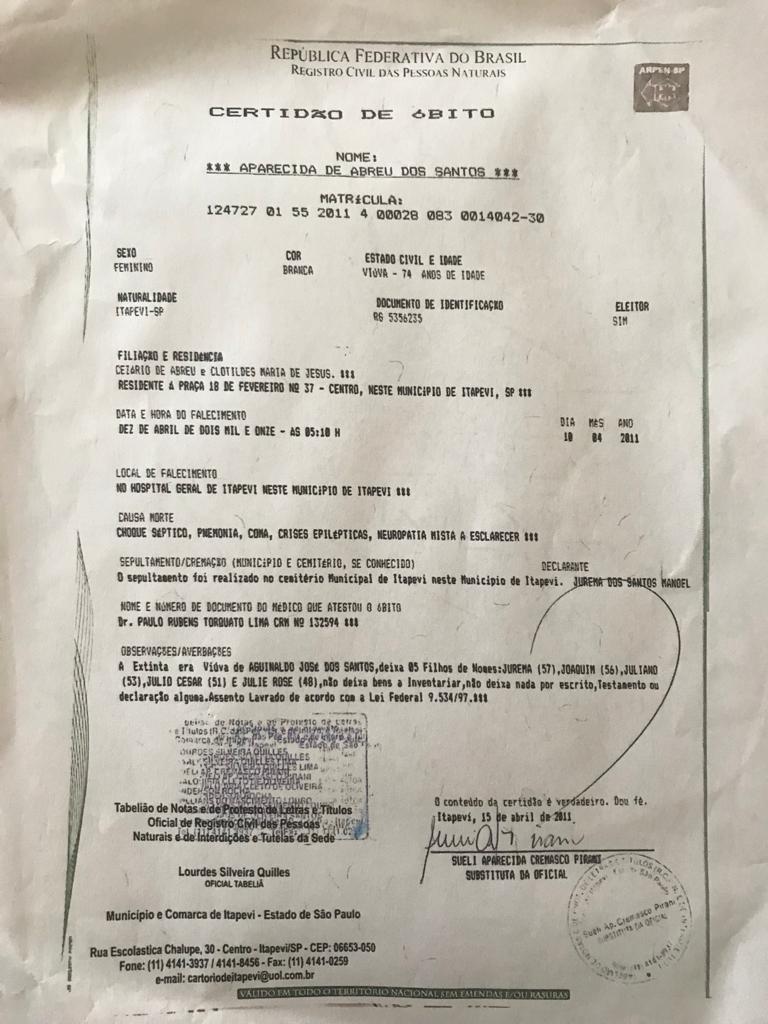 REPÚBLICA FEDERATIVA DO BRASIL
REGISTRO CIVIL DAS PESSOAS NATURAIS
ARPEN-SP
CERTIDÃO DE ÓBITO
NOME:
*** APARECIDA DE ABREU DOS SANTOS ***
MATRÍCULA:
124727 01 55 2011 4 00028 083 0014042-30
SEXO COR ESTADO CIVIL E IDADE
FEMININO BRANCA VIÚVA - 74 ANOS DE IDADE
NATURALIDADE DOCUMENTO DE IDENTIFICAÇÃO ELEITOR
ITAPEVI-SP RG 5356235 SIM
FILIAÇÃO E RESIDÊNCIA
CEZÁRIO DE ABREU e CLOTILDES MARIA DE JESUS. ***
RESIDENTE À PRAÇA 18 DE FEVEREIRO Nº 37 - CENTRO, NESTE MUNICÍPIO DE ITAPEVI, SP ***
DATA E HORA DO FALECIMENTO DIA MÊS ANO
DEZ DE ABRIL DE DOIS MIL E ONZE - ÀS 05:10 H 10 04 2011
LOCAL DE FALECIMENTO
NO HOSPITAL GERAL DE ITAPEVI NESTE MUNICÍPIO DE ITAPEVI ***
CAUSA MORTE
CHOQUE SÉPTICO, PNEMONIA, COMA, CRISES EPILÉPTICAS, NEUROPATIA MISTA A ESCLARECER ***
SEPULTAMENTO/CREMAÇÃO (MUNICÍPIO E CEMITÉRIO, SE CONHECIDO) DECLARANTE
O sepultamento foi realizado no cemitério Municipal de Itapevi neste Município de Itapevi. JUREMA DOS SANTOS MANOEL
NOME E NÚMERO DE DOCUMENTO DO MÉDICO QUE ATESTOU O ÓBITO
Dr. PAULO RUBENS TORQUATO LIMA CRM Nº 132594 ***
OBSERVAÇÕES/AVERBAÇÕES
A Extinta era Viúva de AGUINALDO JOSÉ DOS SANTOS,deixa 05 Filhos de Nomes:JUREMA (57),JOAQUIM (56),JULIANO
(53),JULIO CESAR (51) E JULIE ROSE (48),não deixa bens a Inventariar,não deixa nada por escrito,Testamento ou
declaração alguma.Assento Lavrado de acordo com a Lei Federal 9.534/97.***
Tabelião de Notas e de Protesto de Letras e Títulos
Oficial de Registro Civil das Pessoas
Naturais e de Interdições e Tutelas da Sede
Lourdes Silveira Quilles
OFICIAL TABELIÃ
Município e Comarca de Itapevi - Estado de São Paulo
Rua Escolastica Chalupe, 30 - Centro - Itapevi/SP - CEP: 06653-050
Fone: (11) 4141-3937 / 4141-8456 - Fax: (11) 4141-0259
e-mail: cartoriodeitapevi@uol.com.br
O conteúdo da certidão é verdadeiro. Dou fé.
Itapevi, 15 de abril de 2011.
SUELI APARECIDA CREMASCO PIRANI
SUBSTITUTA DA OFICIAL
Sueli Ap. Cremasco Pirani
SUBSTITUTA DA OFICIAL
VÁLIDO EM TODO O TERRITÓRIO NACIONAL SEM EMENDAS E/OU RASURAS